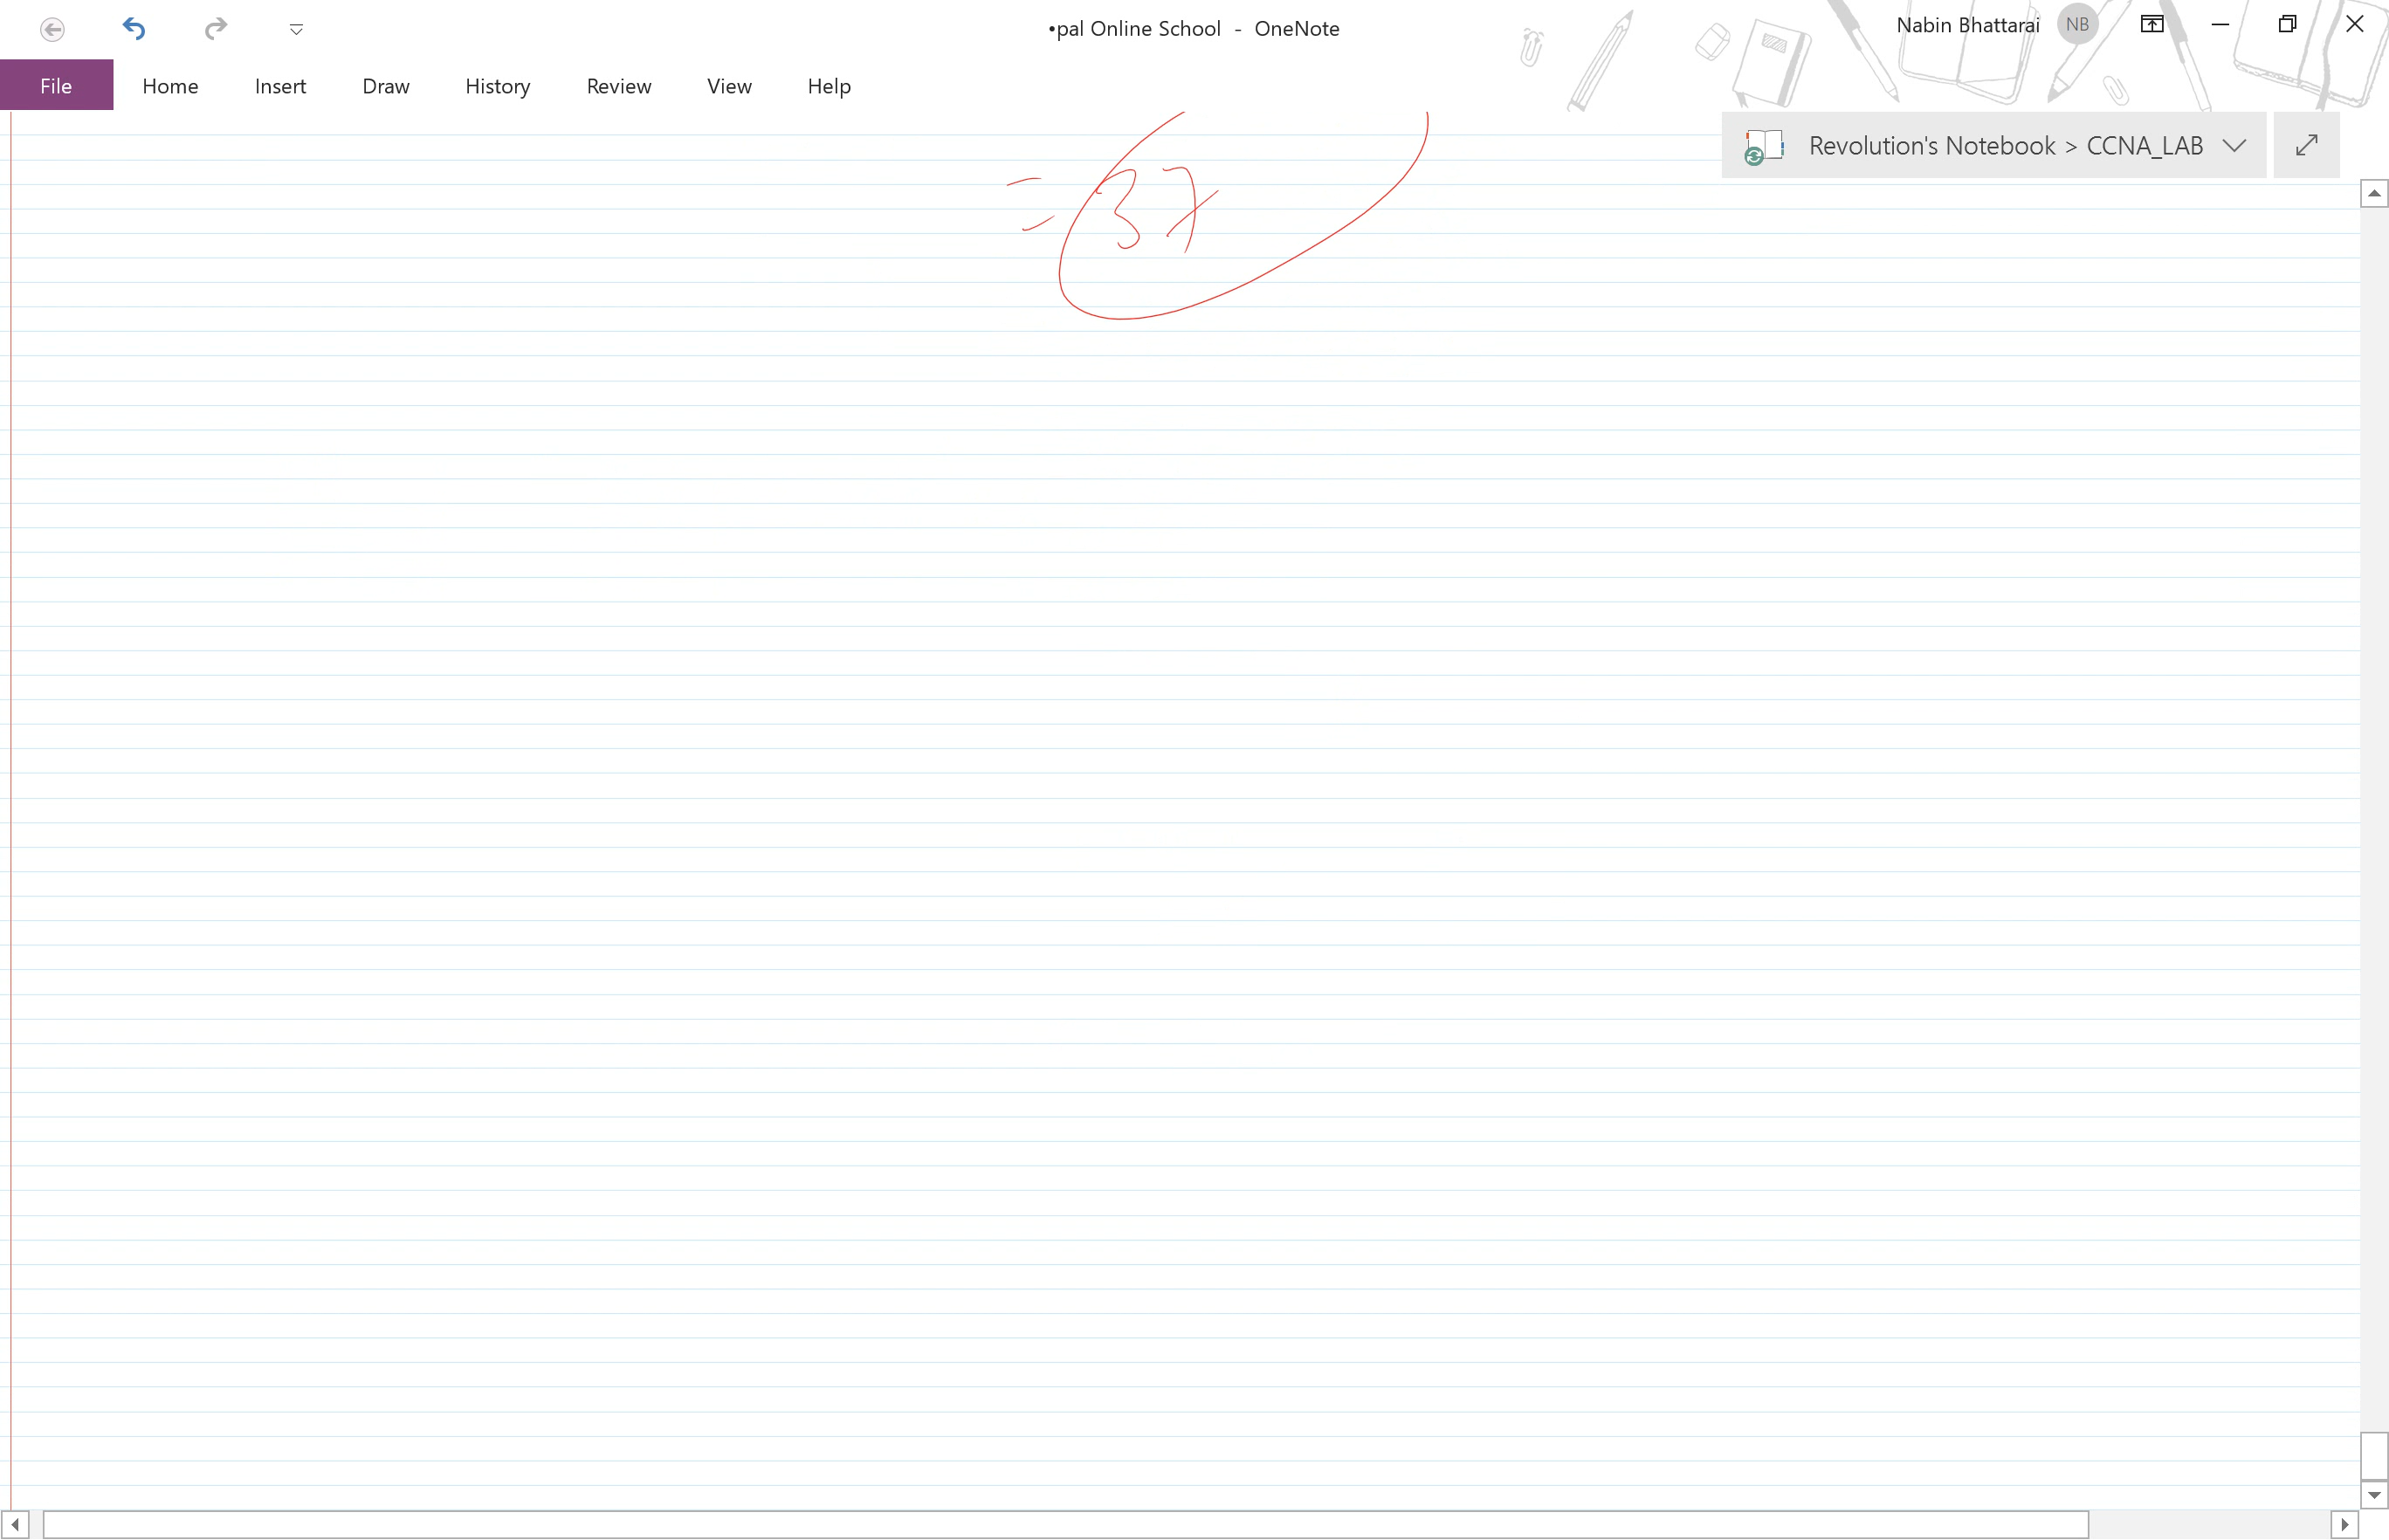 •pal Online School - OneNote
Nabin Bhattarai NB
File Home Insert Draw History Review View Help
Revolution's Notebook > CCNA_LAB
= 37